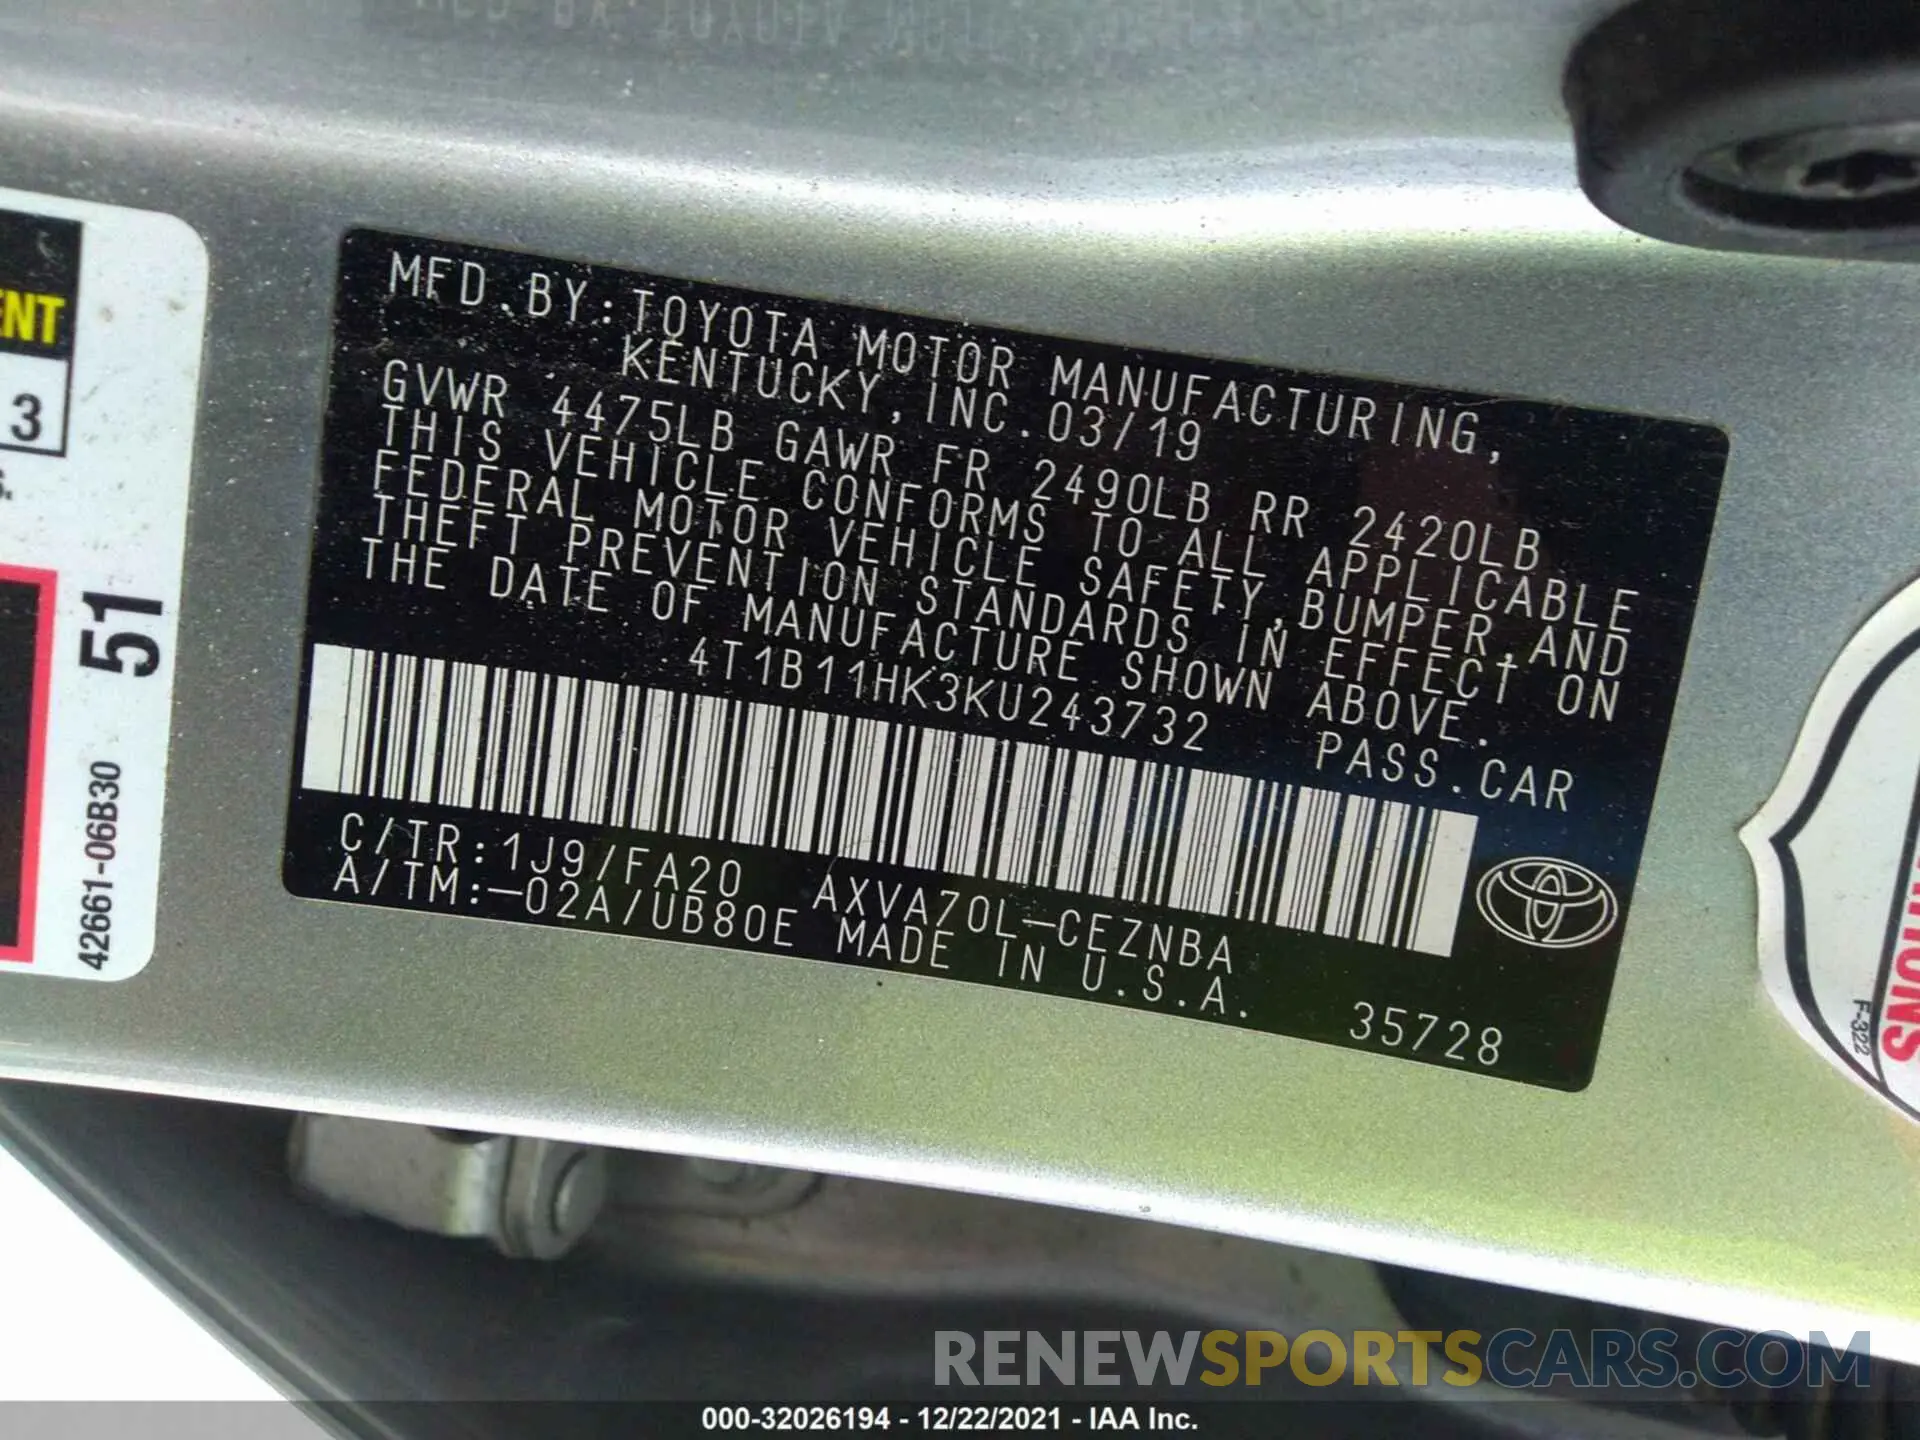 MFD.BY:TOYOTA MOTOR MANUFACTURING,
KENTUCKY,INC.03/19
GVWR 4475LB GAWR FR 2490LB RR 2420LB
THIS VEHICLE CONFORMS TO ALL APPLICABLE
FEDERAL MOTOR VEHICLE SAFETY,BUMPER,AND
THEFT PREVENTION STANDARDS IN EFFECT ON
THE DATE OF MANUFACTURE SHOWN ABOVE.
4T1B11HK3KU243732 PASS.CAR
C/TR:1J9/FA20 AXVA70L-CEZNBA
A/TM:-02A/UB80E MADE IN U.S.A.
35728
3
51
42661-06B30
F-322
RENEWSPORTSCARS.COM
000-32026194 - 12/22/2021 - IAA Inc.